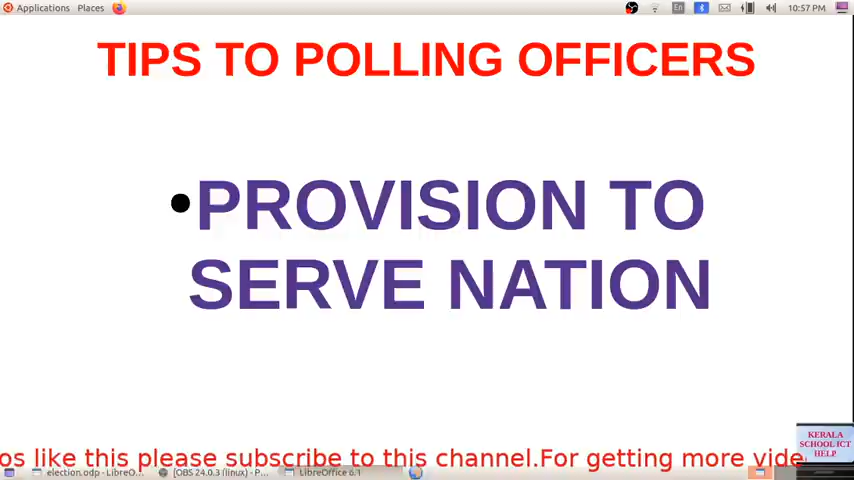 Applications Places En 10:57 PM
TIPS TO POLLING OFFICERS
•PROVISION TO
SERVE NATION
KERALA
SCHOOL ICT
HELP
os like this please subscribe to this channel.For getting more vide
election.odp - LibreO... [OBS 24.0.3 (linux) - P... LibreOffice 6.1